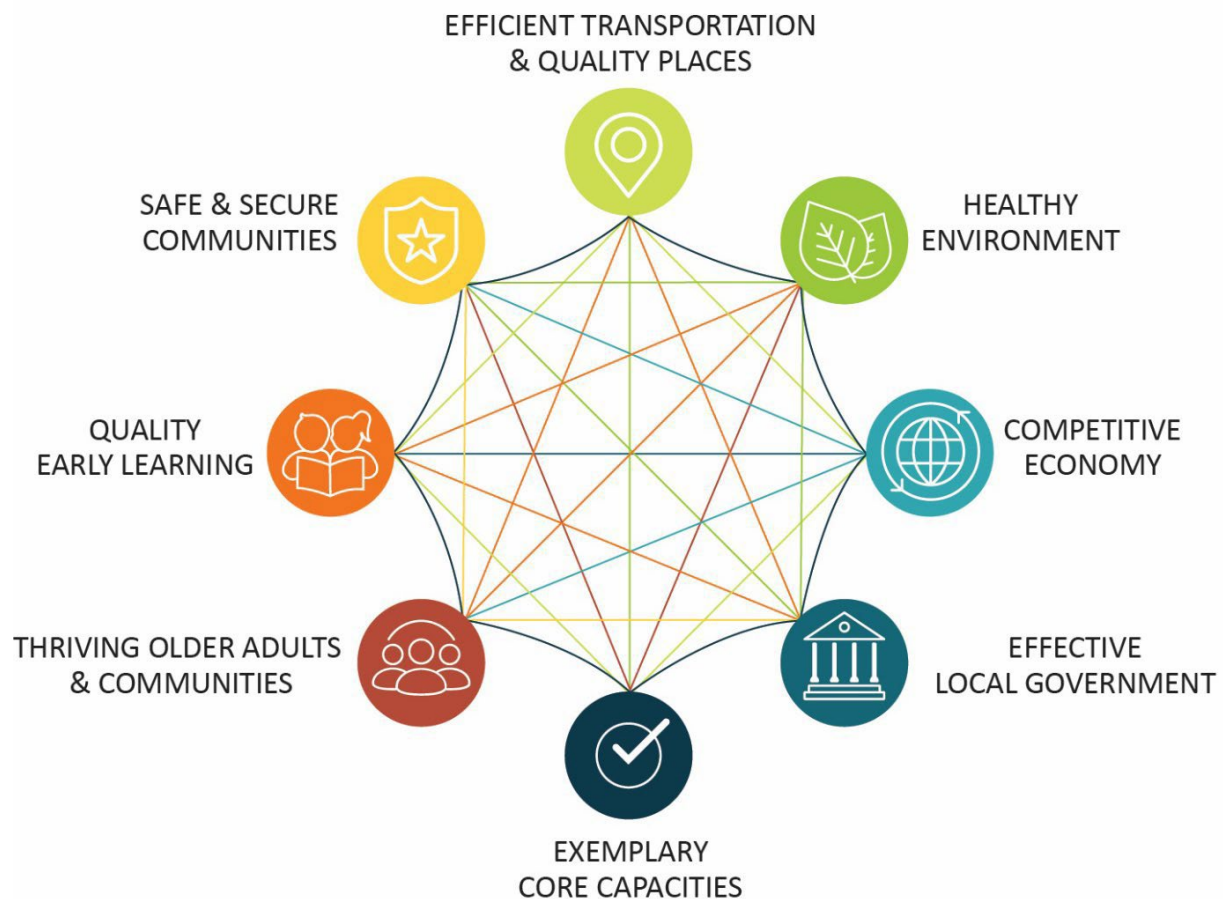 EFFICIENT TRANSPORTATION
& QUALITY PLACES
SAFE & SECURE
COMMUNITIES
HEALTHY
ENVIRONMENT
QUALITY
EARLY LEARNING
COMPETITIVE
ECONOMY
THRIVING OLDER ADULTS
& COMMUNITIES
EFFECTIVE
LOCAL GOVERNMENT
EXEMPLARY
CORE CAPACITIES